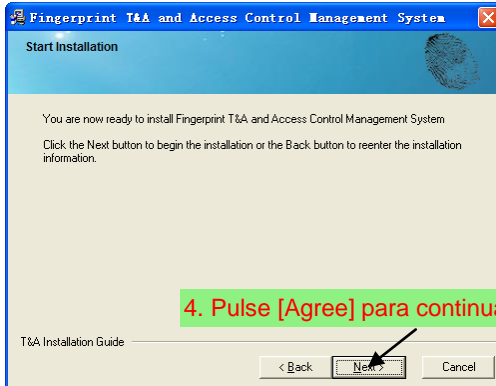 Fingerprint T&A and Access Control Management System
Start Installation
You are now ready to install Fingerprint T&A and Access Control Management System
Click the Next button to begin the installation or the Back button to reenter the installation
information.
4. Pulse [Agree] para continua
T&A Installation Guide
< Back
Next >
Cancel